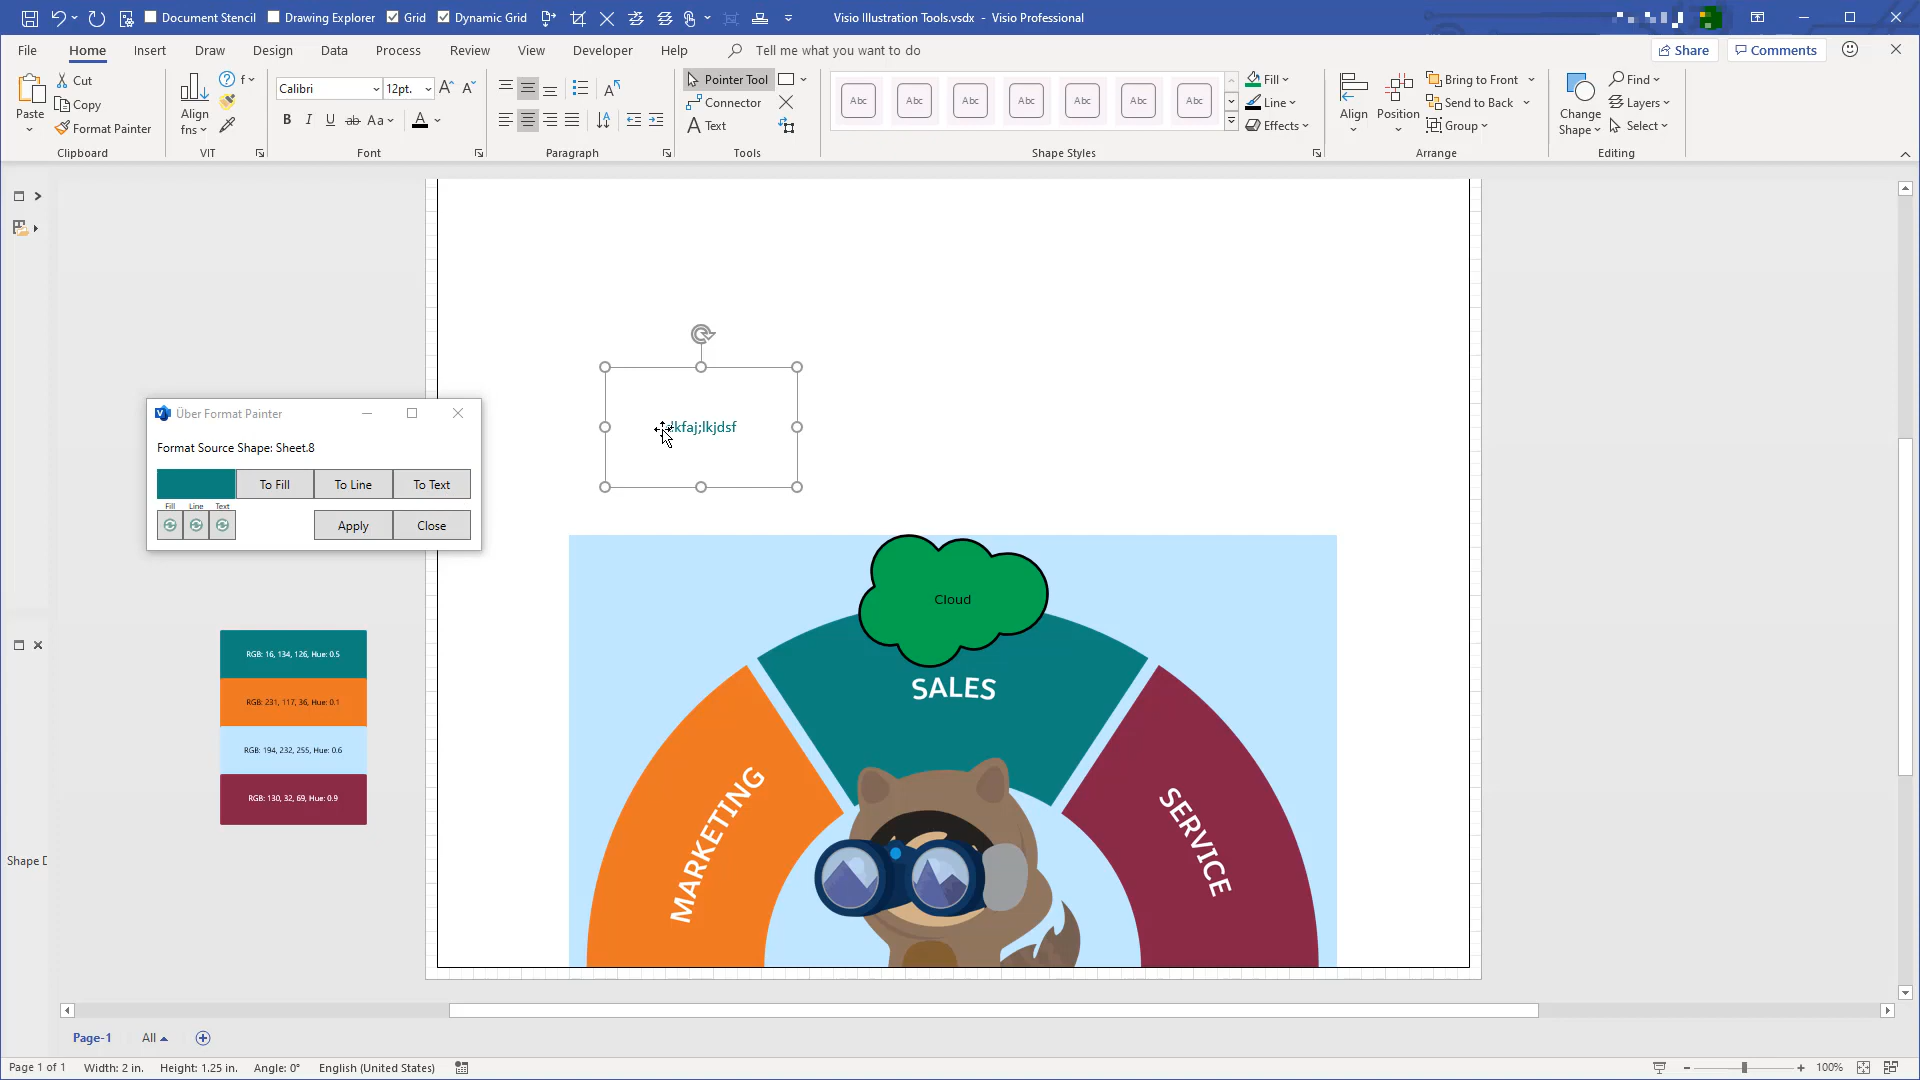 Document Stencil
Drawing Explorer
Grid
Dynamic Grid
Visio Illustration Tools.vsdx - Visio Professional
File
Home
Insert
Draw
Design
Data
Process
Review
View
Developer
Help
Tell me what you want to do
Share
Comments
Paste
Cut
Copy
Format Painter
Clipboard
Align
fns
f
VIT
Calibri
12pt.
B
I
U
ab
Aa
A
Font
Paragraph
Pointer Tool
Connector
Text
Tools
Abc
Abc
Abc
Abc
Abc
Abc
Abc
Shape Styles
Fill
Line
Effects
Align
Position
Bring to Front
Send to Back
Group
Arrange
Change
Shape
Find
Layers
Select
Editing
Über Format Painter
Format Source Shape: Sheet.8
To Fill
To Line
To Text
Fill
Line
Text
Apply
Close
kfaj;lkjdsf
RGB: 16, 134, 126, Hue: 0.5
RGB: 231, 117, 36, Hue: 0.1
RGB: 194, 232, 255, Hue: 0.6
RGB: 130, 32, 69, Hue: 0.9
Cloud
SALES
MARKETING
SERVICE
Shape D
Page-1
All
Page 1 of 1
Width: 2 in.
Height: 1.25 in.
Angle: 0°
English (United States)
100%